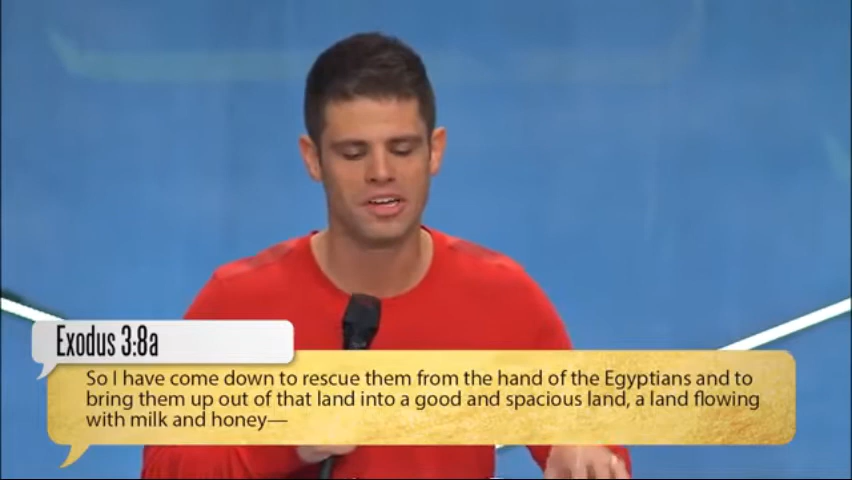 Exodus 3:8a
So I have come down to rescue them from the hand of the Egyptians and to
bring them up out of that land into a good and spacious land, a land flowing
with milk and honey—